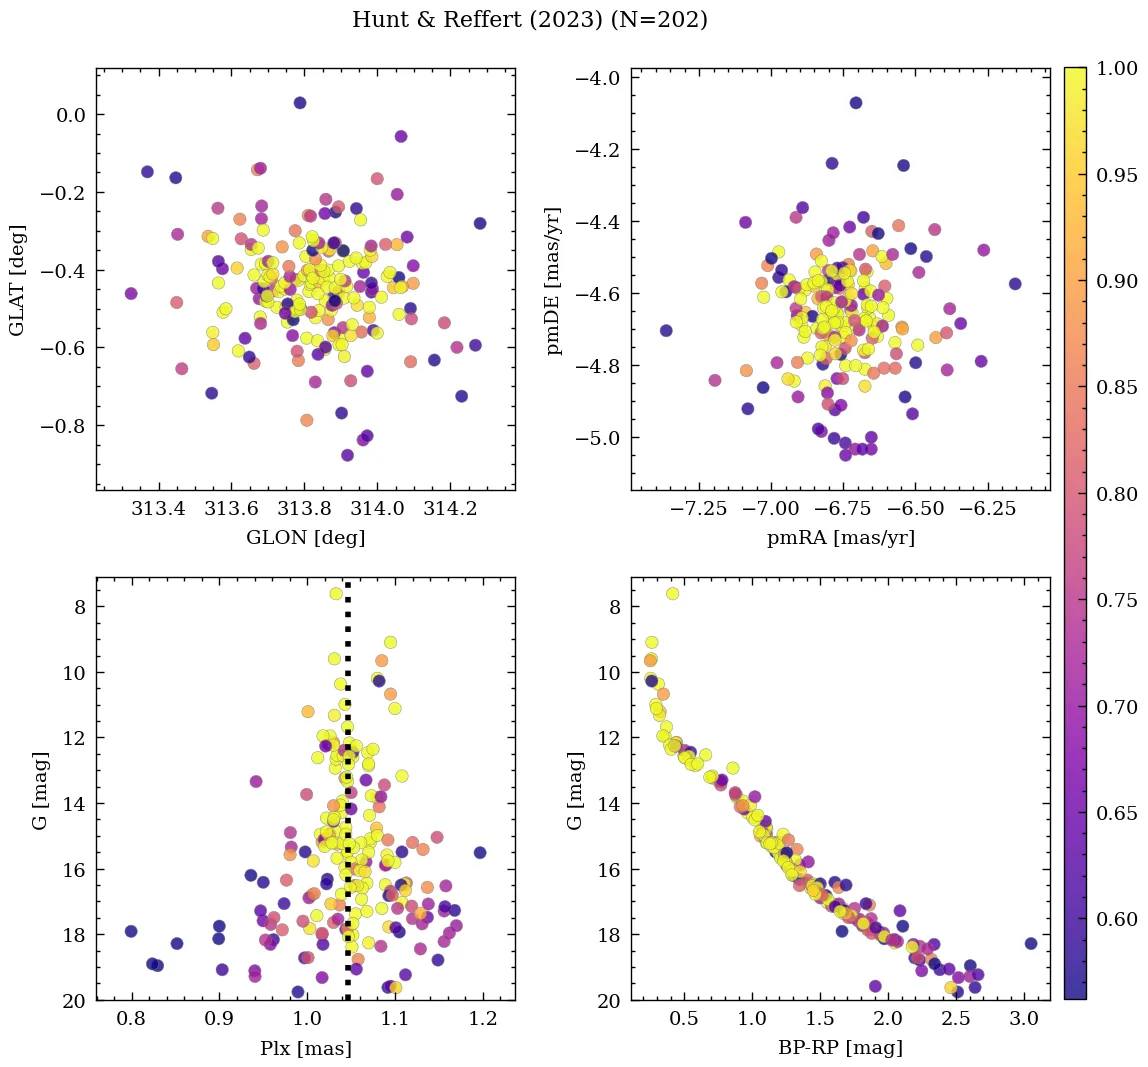 Hunt & Reffert (2023) (N=202)
0.0
−0.2
−0.4
−0.6
−0.8
GLAT [deg]
313.4 313.6 313.8 314.0 314.2
GLON [deg]
−4.0
−4.2
−4.4
−4.6
−4.8
−5.0
pmDE [mas/yr]
−7.25 −7.00 −6.75 −6.50 −6.25
pmRA [mas/yr]
8
10
12
14
16
18
20
G [mag]
0.8 0.9 1.0 1.1 1.2
Plx [mas]
8
10
12
14
16
18
20
G [mag]
0.5 1.0 1.5 2.0 2.5 3.0
BP-RP [mag]
1.00
0.95
0.90
0.85
0.80
0.75
0.70
0.65
0.60